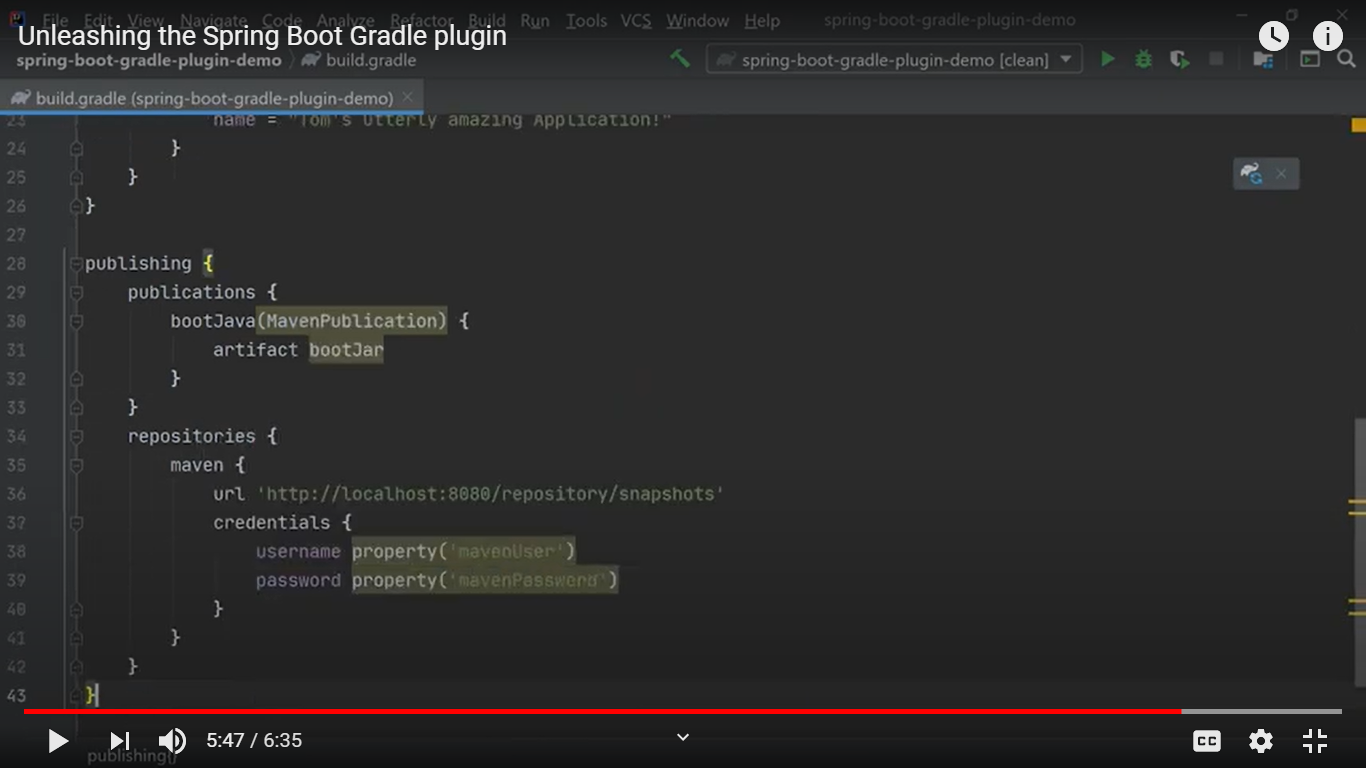 File Edit View Navigate Code Analyze Refactor Build Run Tools VCS Window Help spring-boot-gradle-plugin-demo
Unleashing the Spring Boot Gradle plugin
spring-boot-gradle-plugin-demo build.gradle spring-boot-gradle-plugin-demo [clean]
build.gradle (spring-boot-gradle-plugin-demo)
23 name = "Tom's Utterly amazing Application!"
24 }
25 }
26 }
27
28 publishing {
29 publications {
30 bootJava(MavenPublication) {
31 artifact bootJar
32 }
33 }
34 repositories {
35 maven {
36 url 'http://localhost:8080/repository/snapshots'
37 credentials {
38 username property('mavenUser')
39 password property('mavenPassword')
40 }
41 }
42 }
43 }
5:47 / 6:35 CC
publishing{}